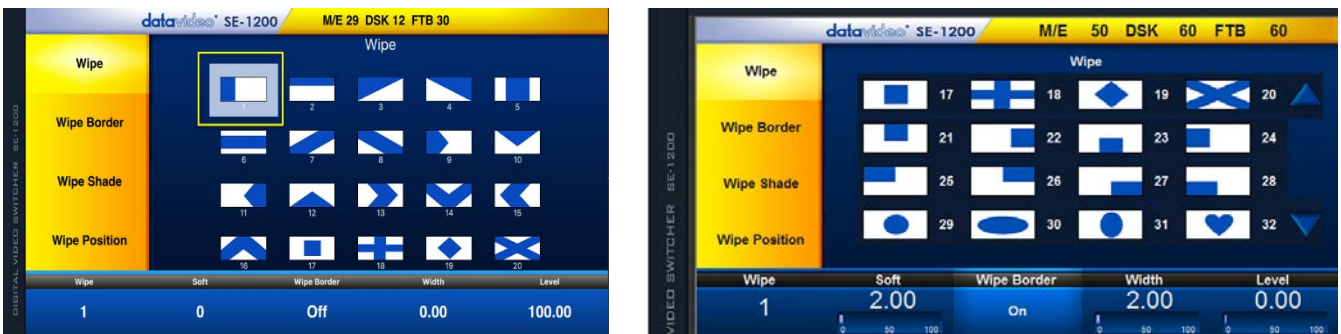 datavideo® SE-1200 M/E 29 DSK 12 FTB 30
Wipe
Wipe
Wipe Border
Wipe Shade
Wipe Position
1 2 3 4 5
6 7 8 9 10
11 12 13 14 15
16 17 18 19 20
Wipe Soft Wipe Border Width Level
1 0 Off 0.00 100.00
DIGITAL VIDEO SWITCHER SE-1200
datavideo® SE-1200 M/E 50 DSK 60 FTB 60
Wipe
Wipe
Wipe Border
Wipe Shade
Wipe Position
17 18 19 20
21 22 23 24
25 26 27 28
29 30 31 32
Wipe Soft Wipe Border Width Level
1 2.00 On 2.00 0.00
0 50 100 0 50 100 0 50 100
VIDEO SWITCHER SE-1200